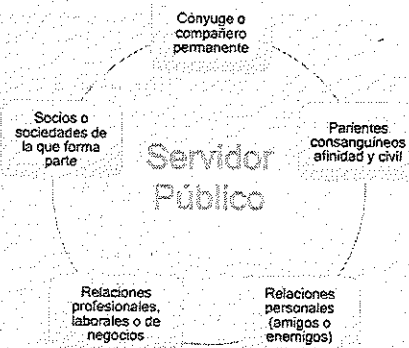 Cónyuge o
compañero
permanente
Socios o
sociedades de
la que forma
parte
Servidor
Público
Parientes
consanguíneos
afinidad y civil
Relaciones
profesionales,
laborales o de
negocios
Relaciones
personales
(amigos o
enemigos)